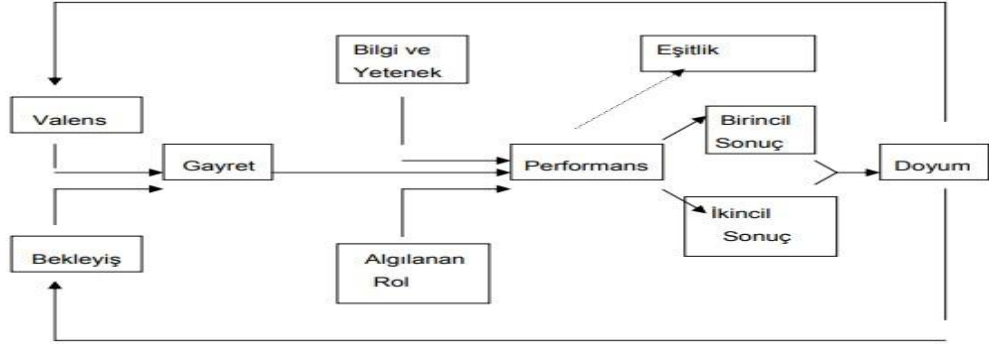 Bilgi ve
Yetenek
Eşitlik
Valens
Birincil
Sonuç
Gayret
Performans
Doyum
Bekleyiş
Algılanan
Rol
İkincil
Sonuç